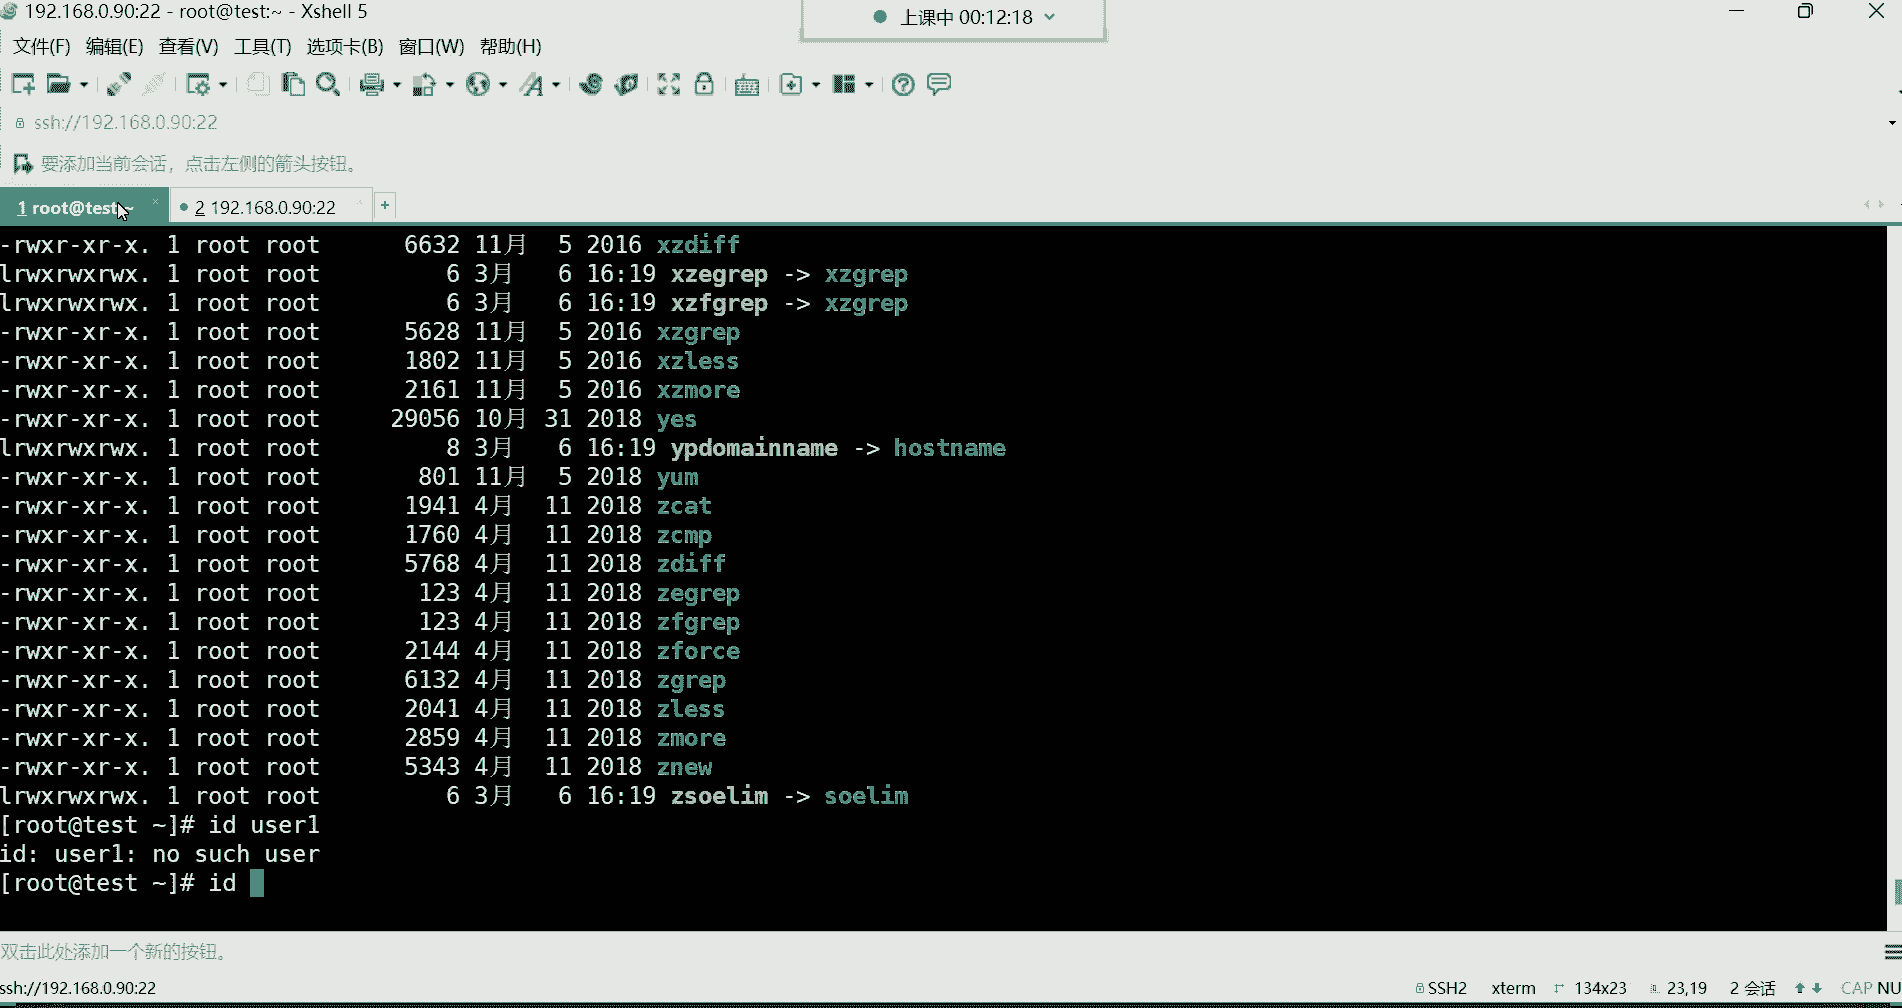 192.168.0.90:22 - root@test:~ - Xshell 5
上课中 00:12:18
文件(F) 编辑(E) 查看(V) 工具(T) 选项卡(B) 窗口(W) 帮助(H)
ssh://192.168.0.90:22
要添加当前会话，点击左侧的箭头按钮。
1 root@test:~ 2 192.168.0.90:22
-rwxr-xr-x. 1 root root 6632 11月 5 2016 xzdiff
lrwxrwxrwx. 1 root root 6 3月 6 16:19 xzegrep -> xzgrep
lrwxrwxrwx. 1 root root 6 3月 6 16:19 xzfgrep -> xzgrep
-rwxr-xr-x. 1 root root 5628 11月 5 2016 xzgrep
-rwxr-xr-x. 1 root root 1802 11月 5 2016 xzless
-rwxr-xr-x. 1 root root 2161 11月 5 2016 xzmore
-rwxr-xr-x. 1 root root 29056 10月 31 2018 yes
lrwxrwxrwx. 1 root root 8 3月 6 16:19 ypdomainname -> hostname
-rwxr-xr-x. 1 root root 801 11月 5 2018 yum
-rwxr-xr-x. 1 root root 1941 4月 11 2018 zcat
-rwxr-xr-x. 1 root root 1760 4月 11 2018 zcmp
-rwxr-xr-x. 1 root root 5768 4月 11 2018 zdiff
-rwxr-xr-x. 1 root root 123 4月 11 2018 zegrep
-rwxr-xr-x. 1 root root 123 4月 11 2018 zfgrep
-rwxr-xr-x. 1 root root 2144 4月 11 2018 zforce
-rwxr-xr-x. 1 root root 6132 4月 11 2018 zgrep
-rwxr-xr-x. 1 root root 2041 4月 11 2018 zless
-rwxr-xr-x. 1 root root 2859 4月 11 2018 zmore
-rwxr-xr-x. 1 root root 5343 4月 11 2018 znew
lrwxrwxrwx. 1 root root 6 3月 6 16:19 zsoelim -> soelim
[root@test ~]# id user1
id: user1: no such user
[root@test ~]# id
双击此处添加一个新的按钮。
ssh://192.168.0.90:22 SSH2 xterm 134x23 23,19 2 会话 CAP NU